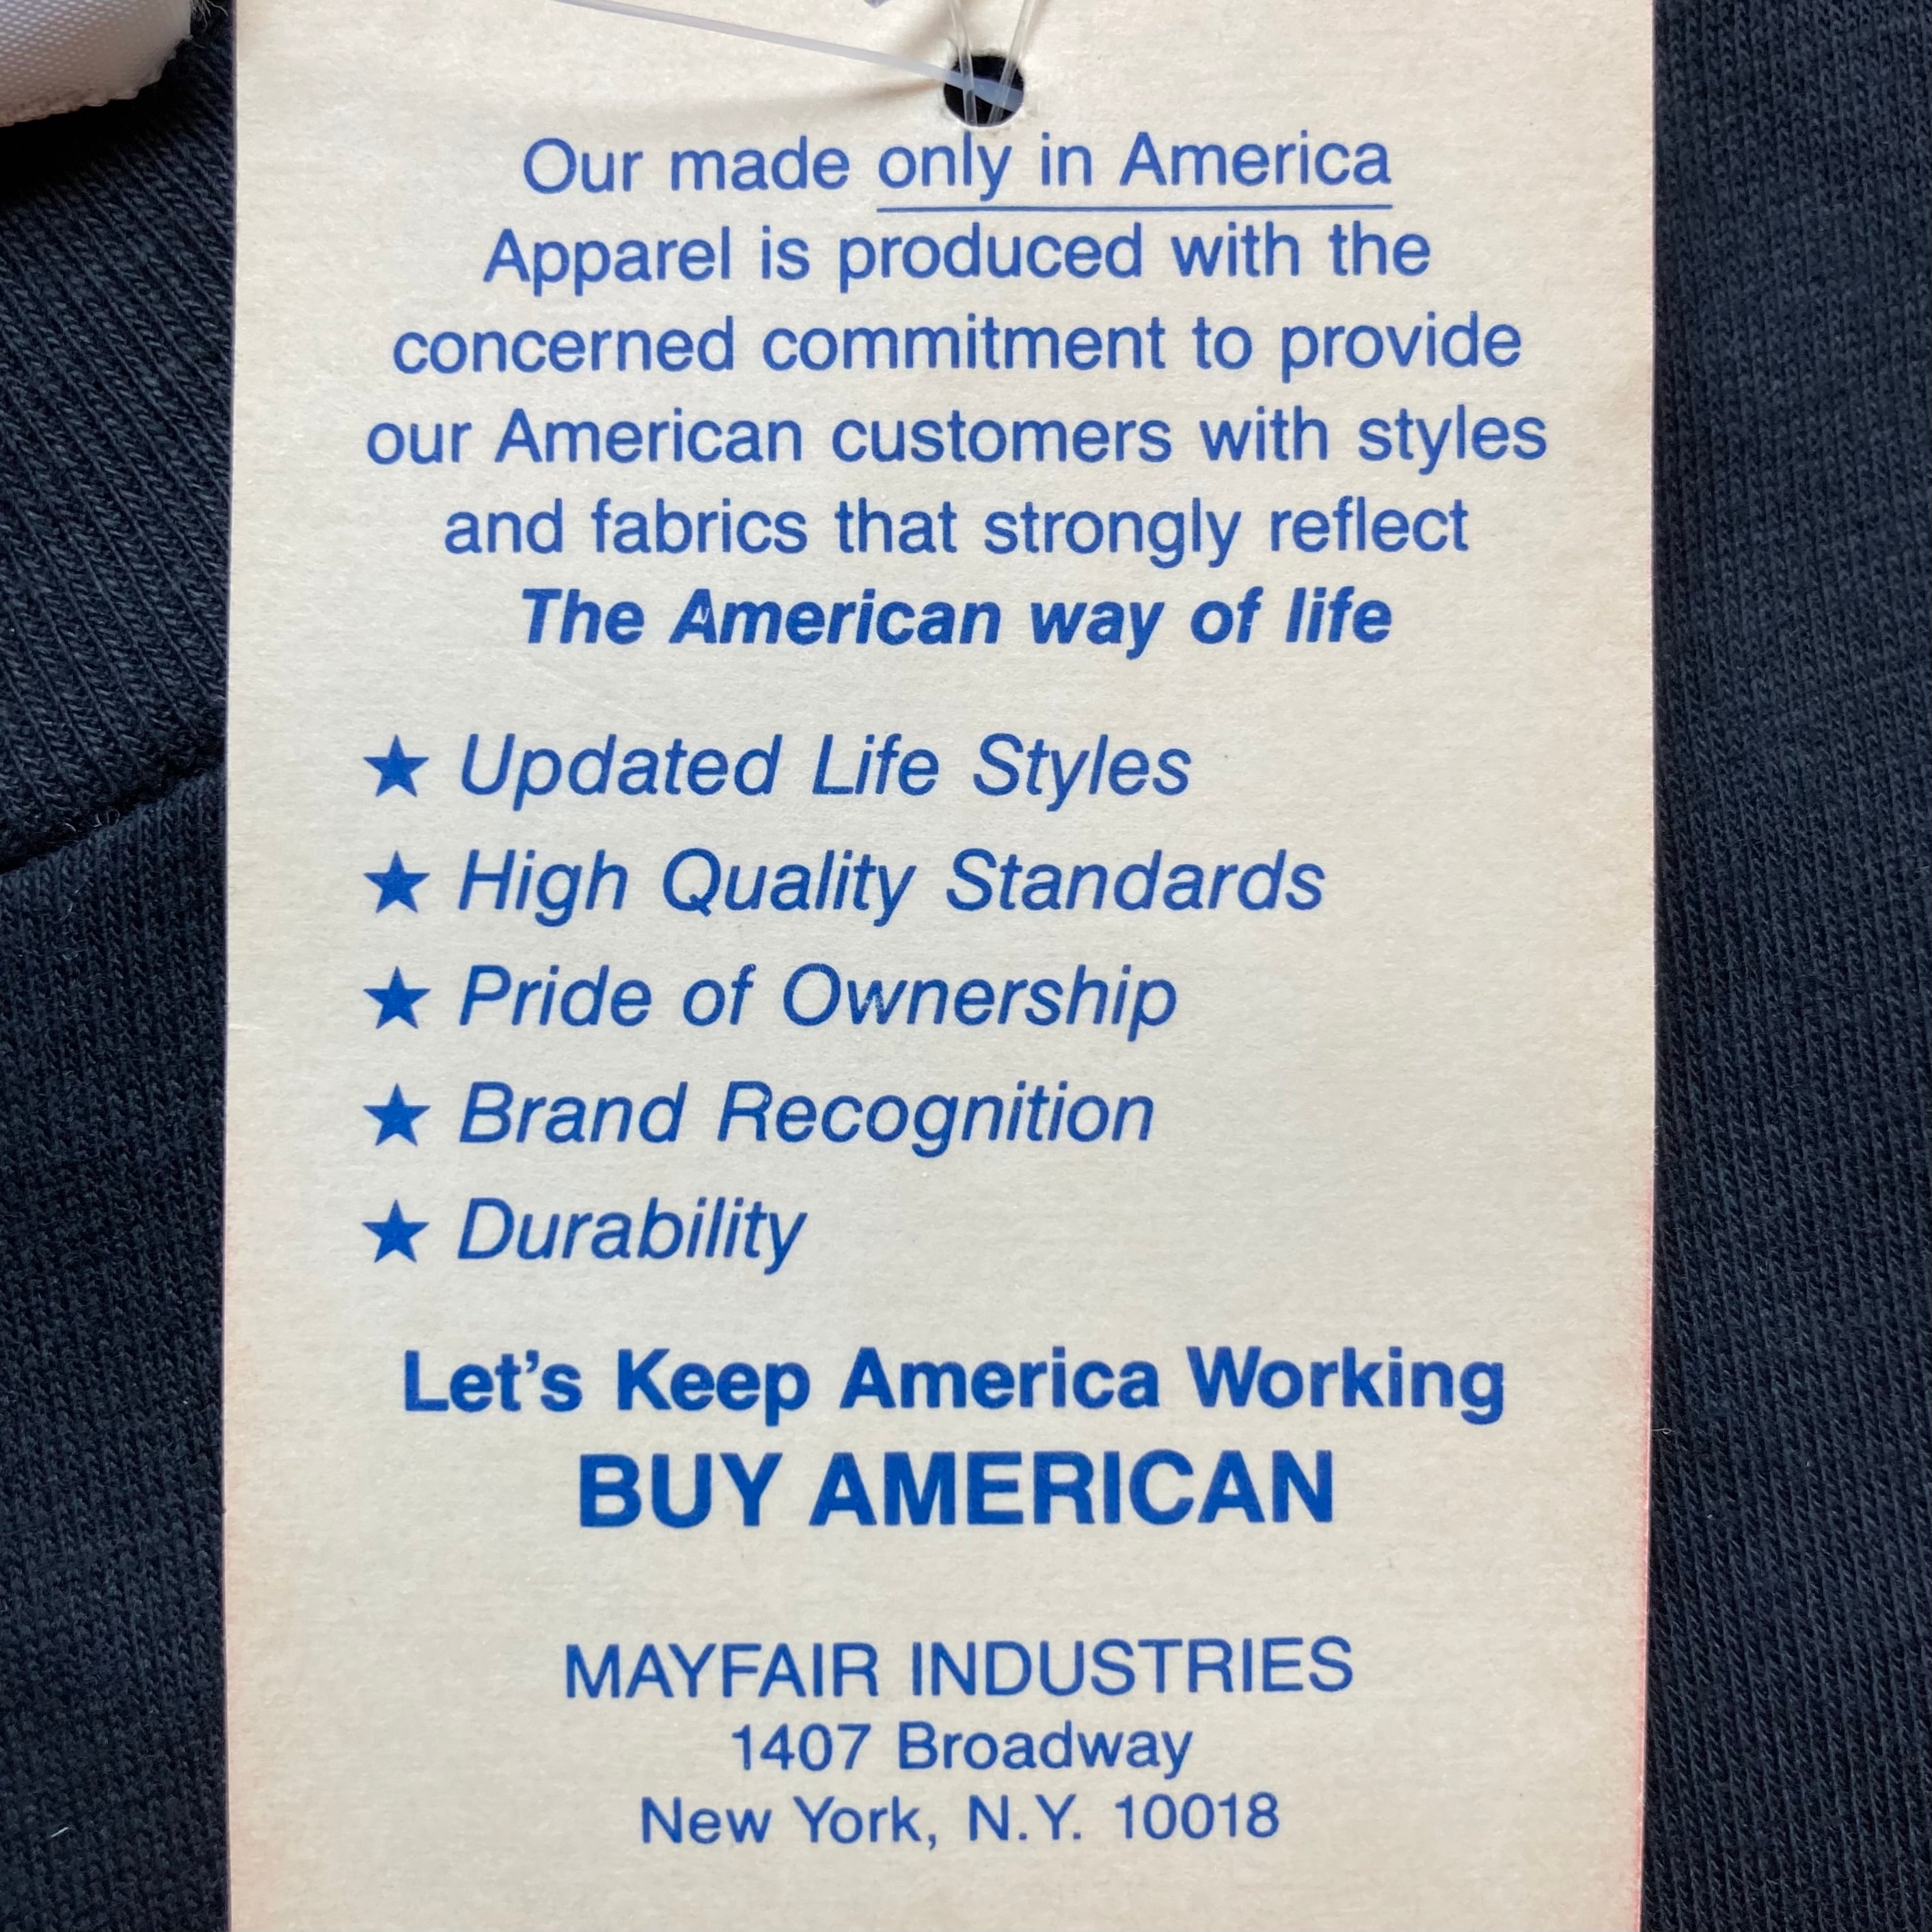 Our made only in America
Apparel is produced with the
concerned commitment to provide
our American customers with styles
and fabrics that strongly reflect
The American way of life
★ Updated Life Styles
★ High Quality Standards
★ Pride of Ownership
★ Brand Recognition
★ Durability
Let's Keep America Working
BUY AMERICAN
MAYFAIR INDUSTRIES
1407 Broadway
New York, N.Y. 10018